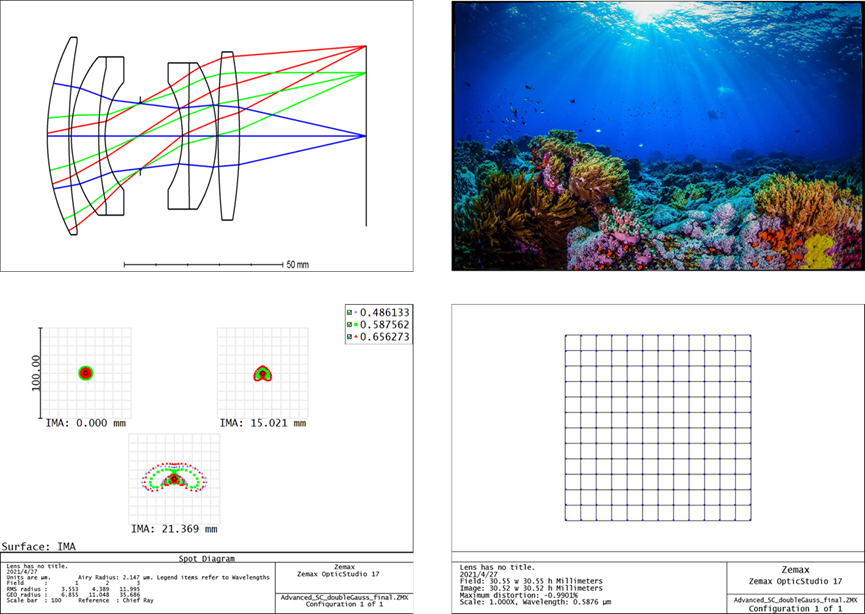 50 mm
0.486133
0.587562
0.656273
100.00
IMA: 0.000 mm
IMA: 15.021 mm
IMA: 21.369 mm
Surface: IMA
Spot Diagram
Lens has no title.
2021/4/27
Units are µm. Airy Radius: 2.147 µm. Legend items refer to Wavelengths
Field : 1 2 3
RMS radius : 3.553 4.389 11.995
GEO radius : 6.855 11.048 35.686
Scale bar : 100 Reference : Chief Ray
Zemax
Zemax OpticStudio 17
Advanced_SC_doubleGauss_final.ZMX
Configuration 1 of 1
Lens has no title.
2021/4/27
Field: 30.55 w 30.55 h Millimeters
Image: 30.52 w 30.52 h Millimeters
Maximum distortion: -0.9901%
Scale: 1.000X, Wavelength: 0.5876 µm
Zemax
Zemax OpticStudio 17
Advanced_SC_doubleGauss_final.ZMX
Configuration 1 of 1